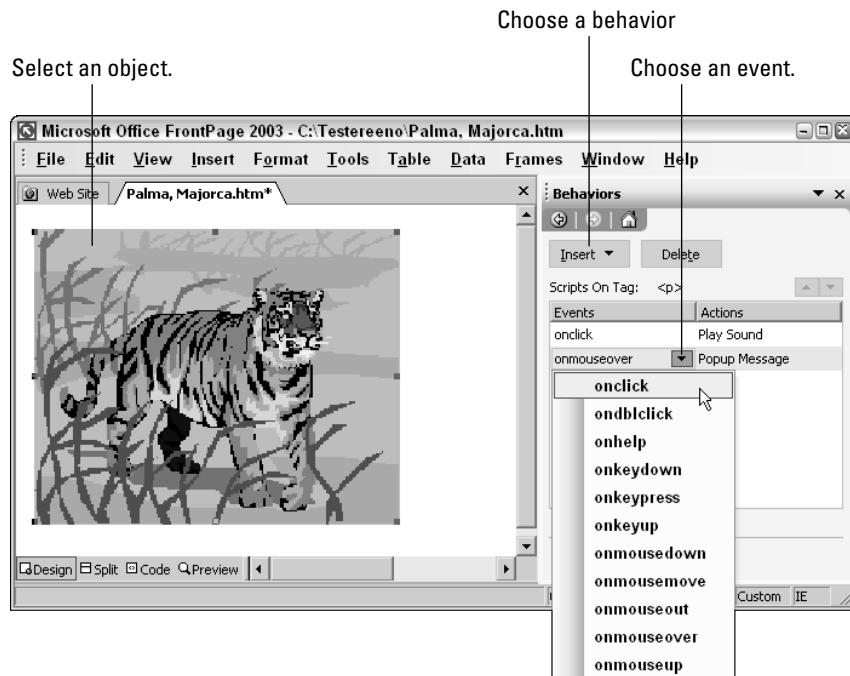 Choose a behavior
Select an object.
Choose an event.
Microsoft Office FrontPage 2003 - C:\Testereeno\Palma, Majorca.htm
File Edit View Insert Format Tools Table Data Frames Window Help
Web Site Palma, Majorca.htm*
Behaviors
Insert Delete
Scripts On Tag: <p>
Events Actions
onclick Play Sound
onmouseover Popup Message
onclick
ondblclick
onhelp
onkeydown
onkeypress
onkeyup
onmousedown
Design Split Code Preview
onmousemove
onmouseout
Custom IE
onmouseover
onmouseup